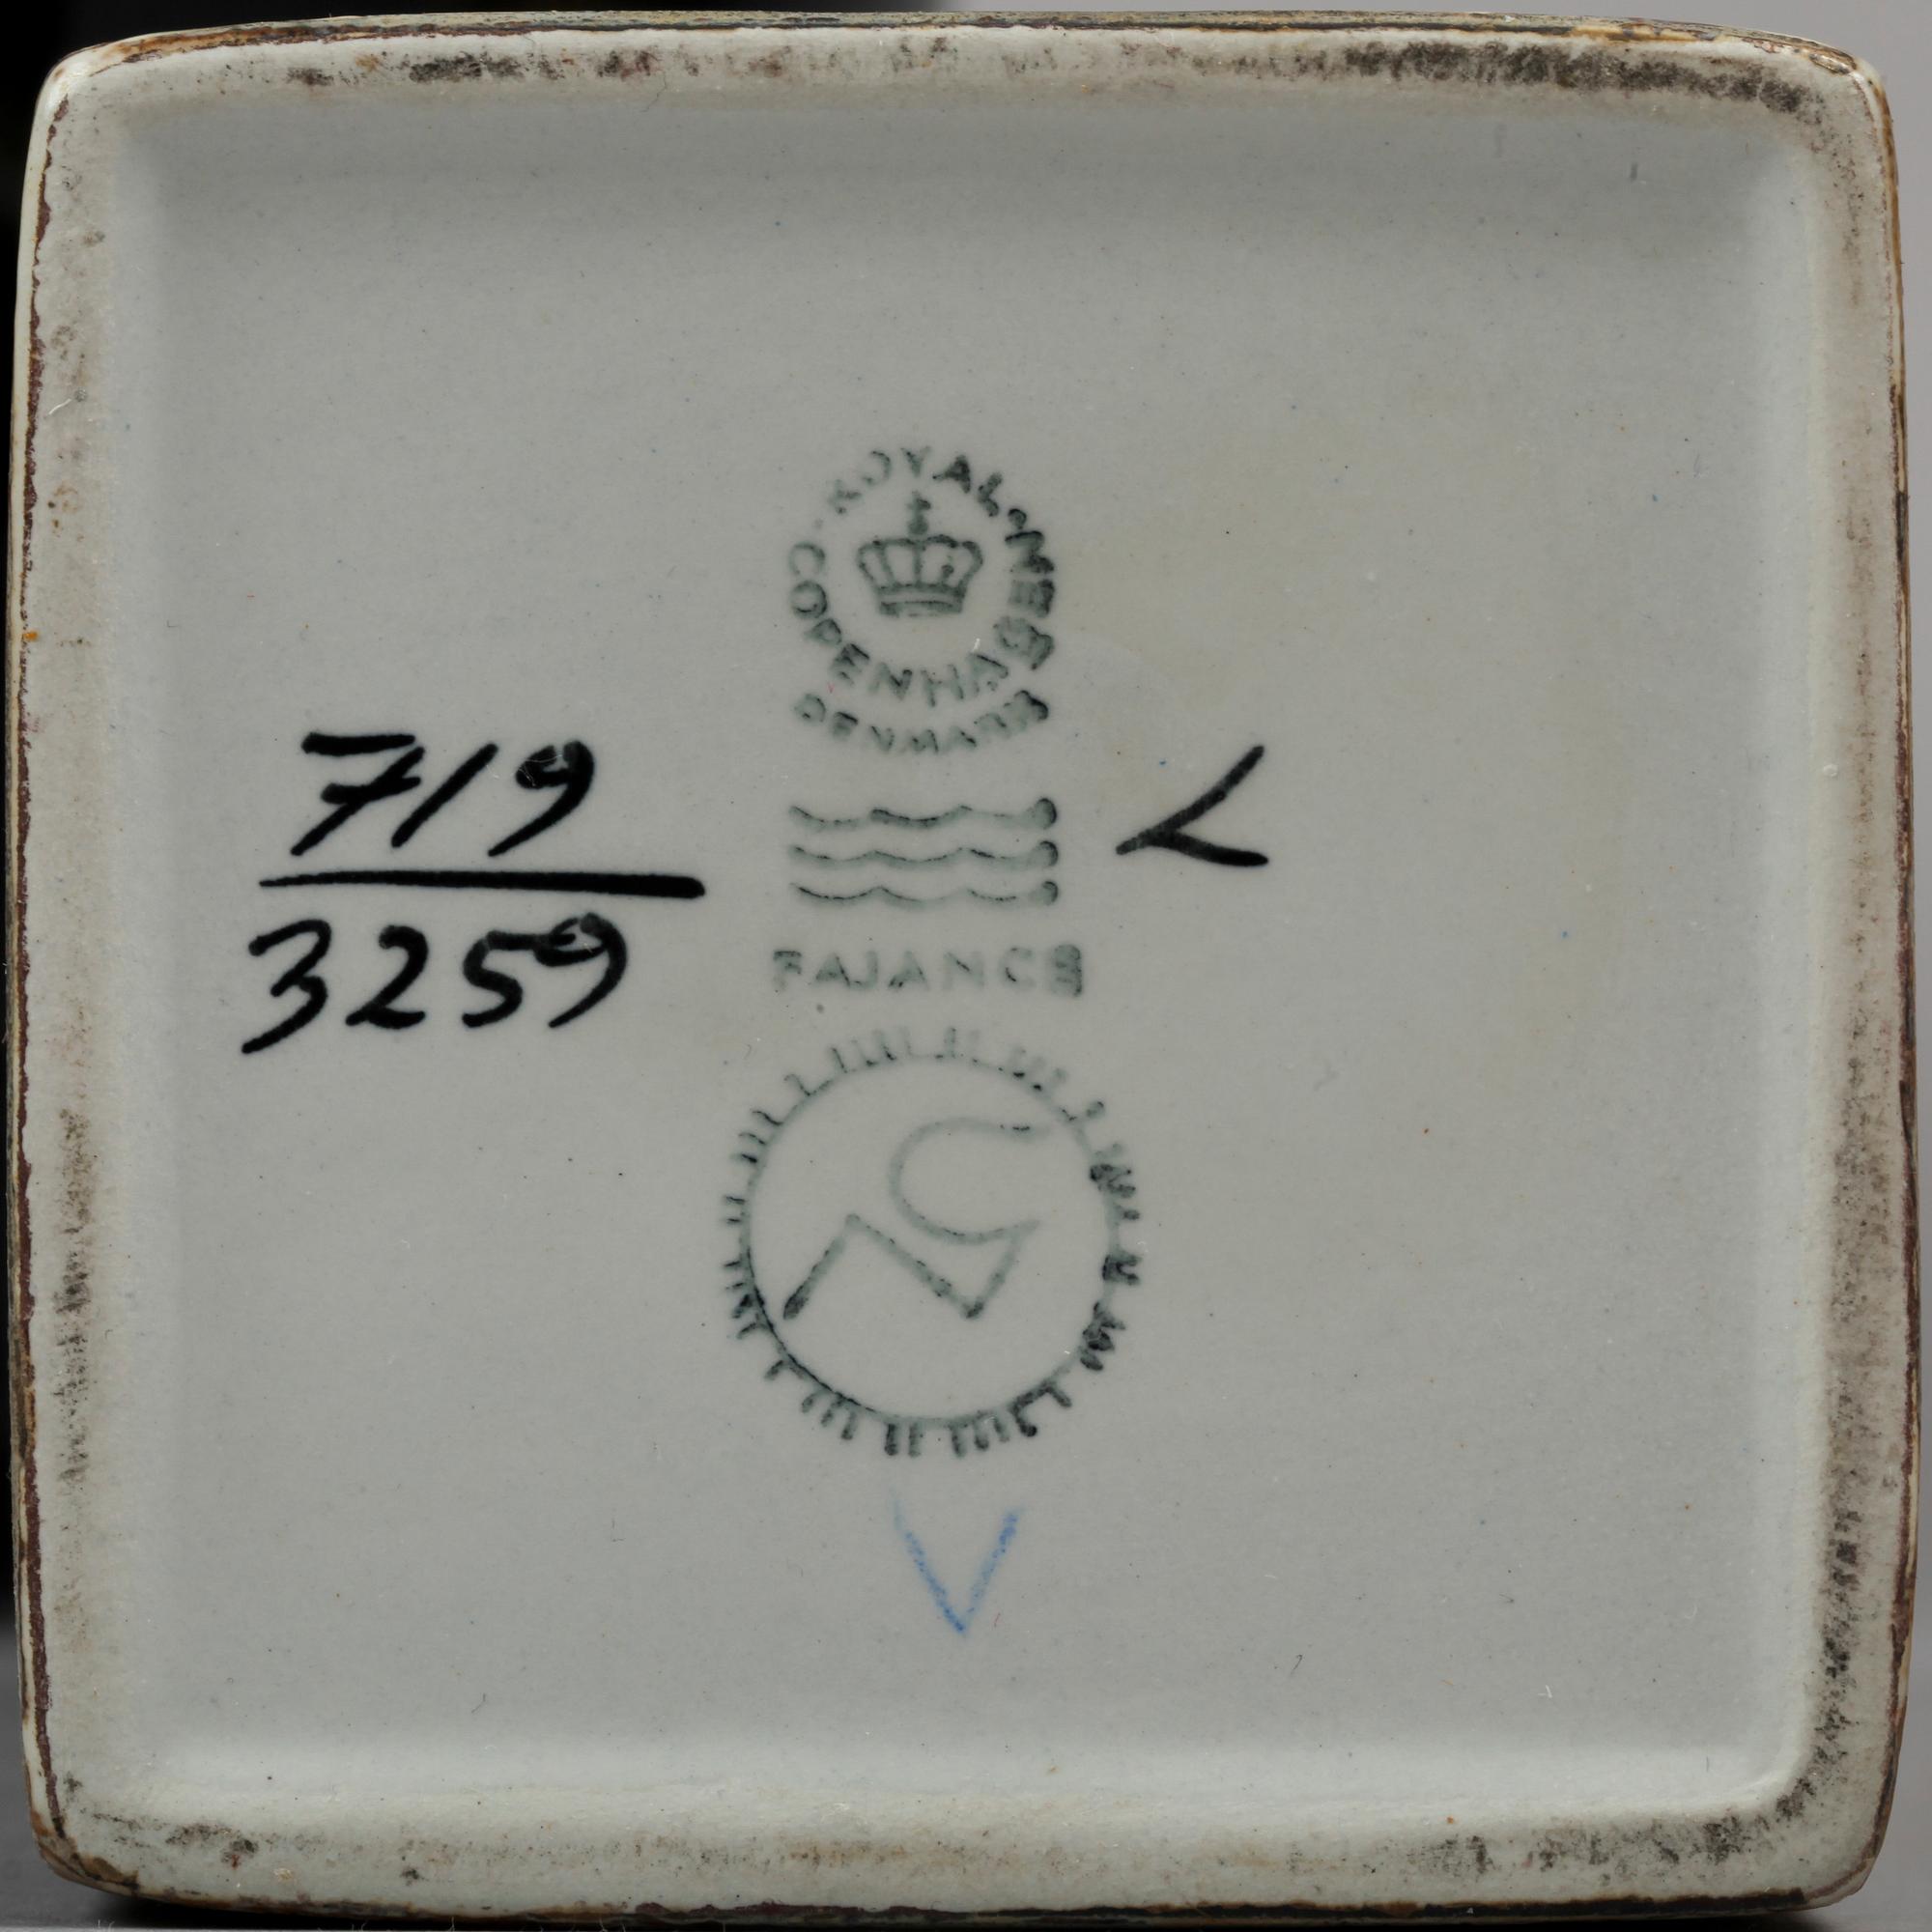 ROYAL
COPENHAGEN
DENMARK
719
3259
L
FAJANCE
V